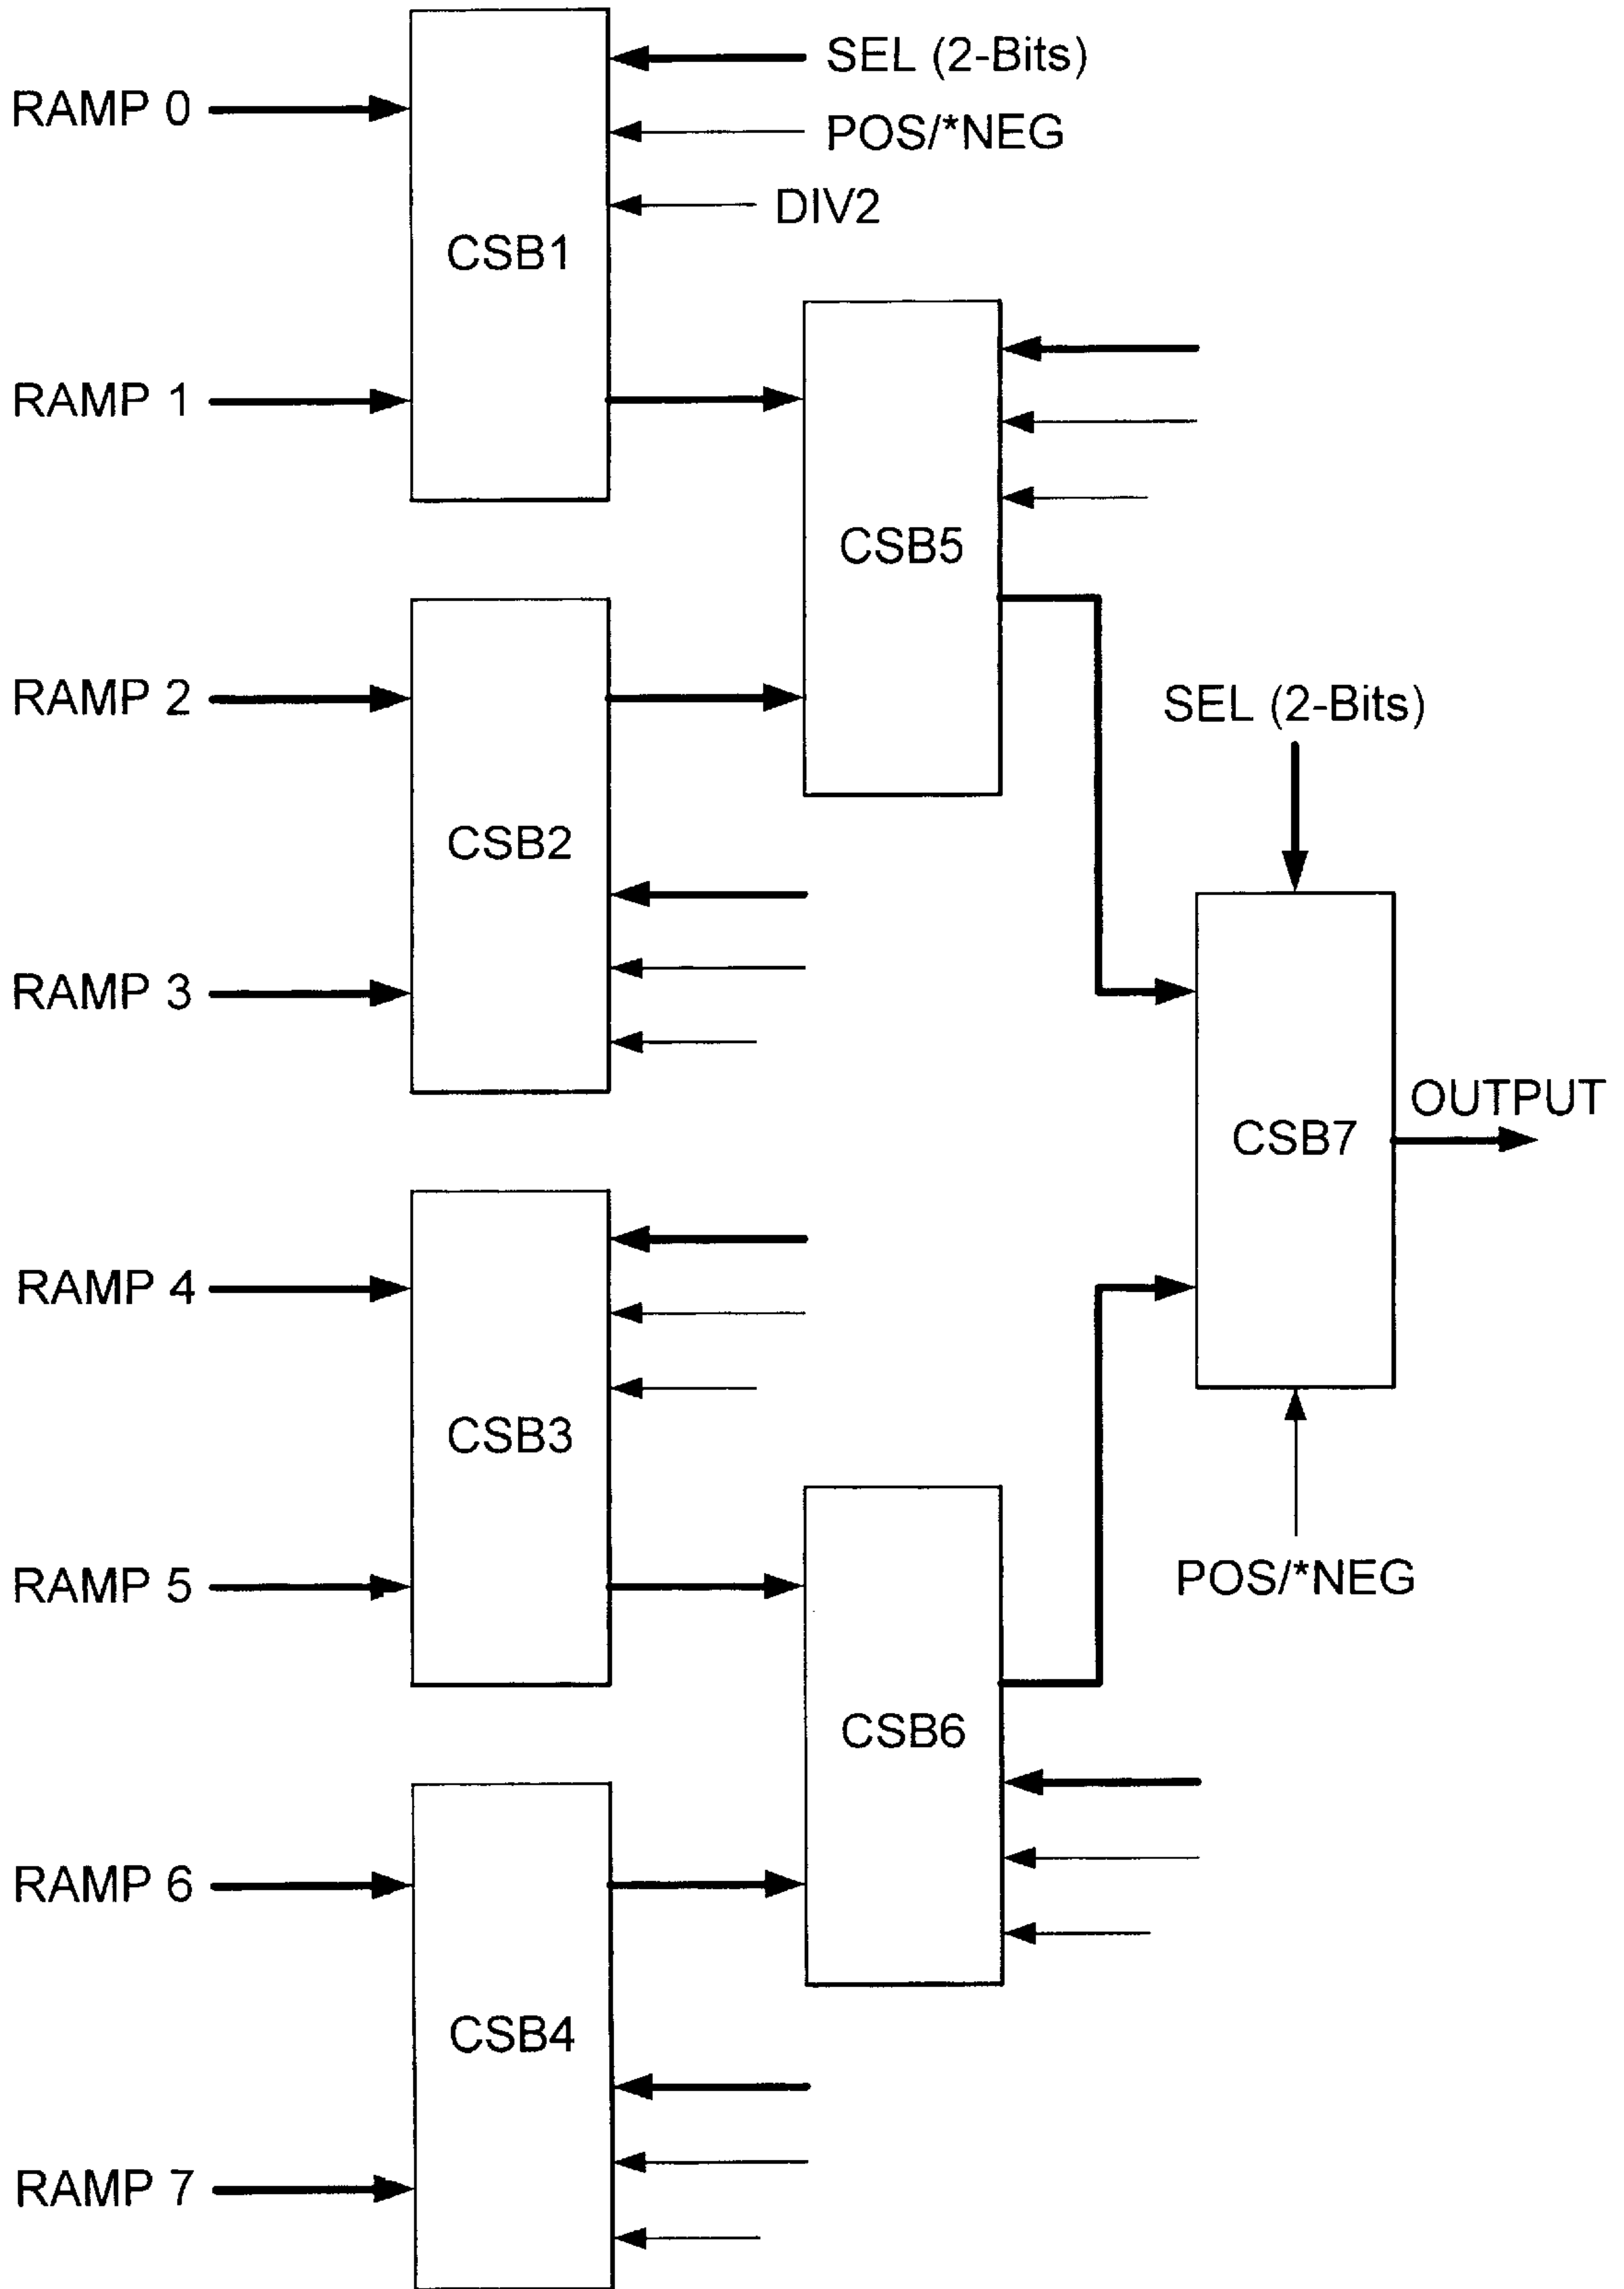 SEL (2-Bits)
RAMP 0
POS/*NEG
DIV2
CSB1
RAMP 1
CSB5
RAMP 2
SEL (2-Bits)
CSB2
RAMP 3
OUTPUT
CSB7
RAMP 4
CSB3
RAMP 5
POS/*NEG
CSB6
RAMP 6
CSB4
RAMP 7